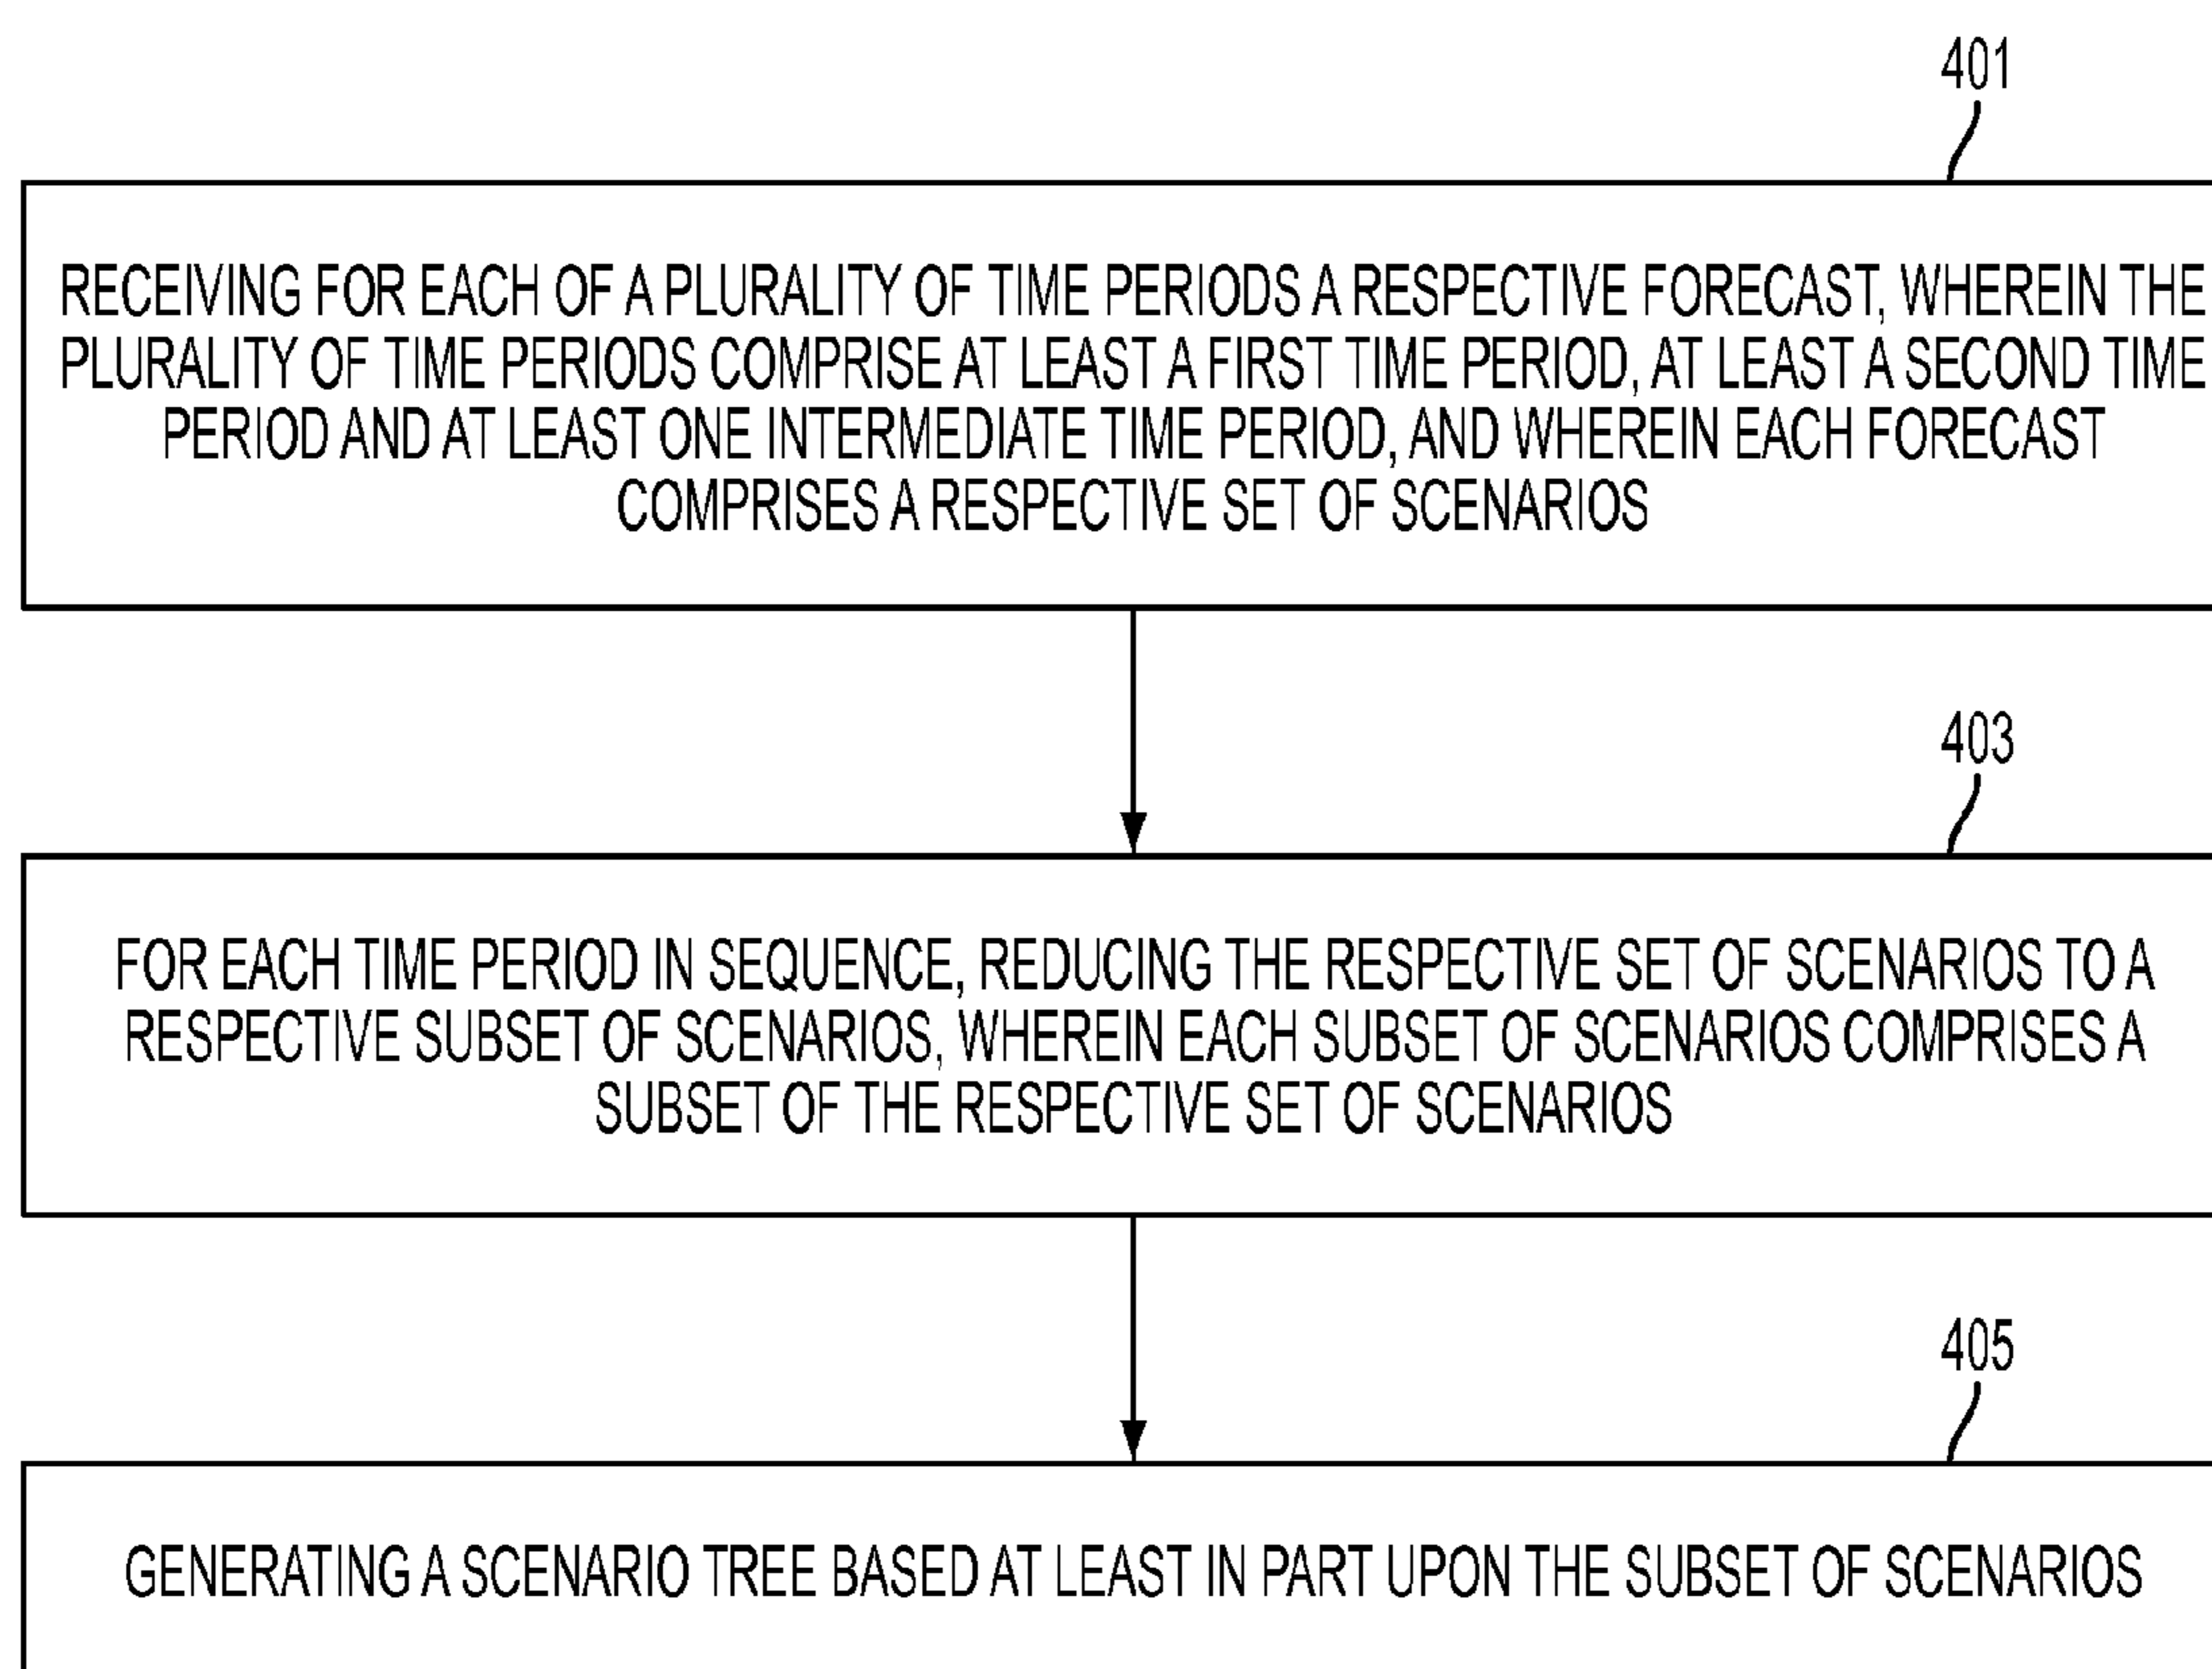 401
RECEIVING FOR EACH OF A PLURALITY OF TIME PERIODS A RESPECTIVE FORECAST, WHEREIN THE
PLURALITY OF TIME PERIODS COMPRISE AT LEAST A FIRST TIME PERIOD, AT LEAST A SECOND TIME
PERIOD AND AT LEAST ONE INTERMEDIATE TIME PERIOD, AND WHEREIN EACH FORECAST
COMPRISES A RESPECTIVE SET OF SCENARIOS
403
FOR EACH TIME PERIOD IN SEQUENCE, REDUCING THE RESPECTIVE SET OF SCENARIOS TO A
RESPECTIVE SUBSET OF SCENARIOS, WHEREIN EACH SUBSET OF SCENARIOS COMPRISES A
SUBSET OF THE RESPECTIVE SET OF SCENARIOS
405
GENERATING A SCENARIO TREE BASED AT LEAST IN PART UPON THE SUBSET OF SCENARIOS